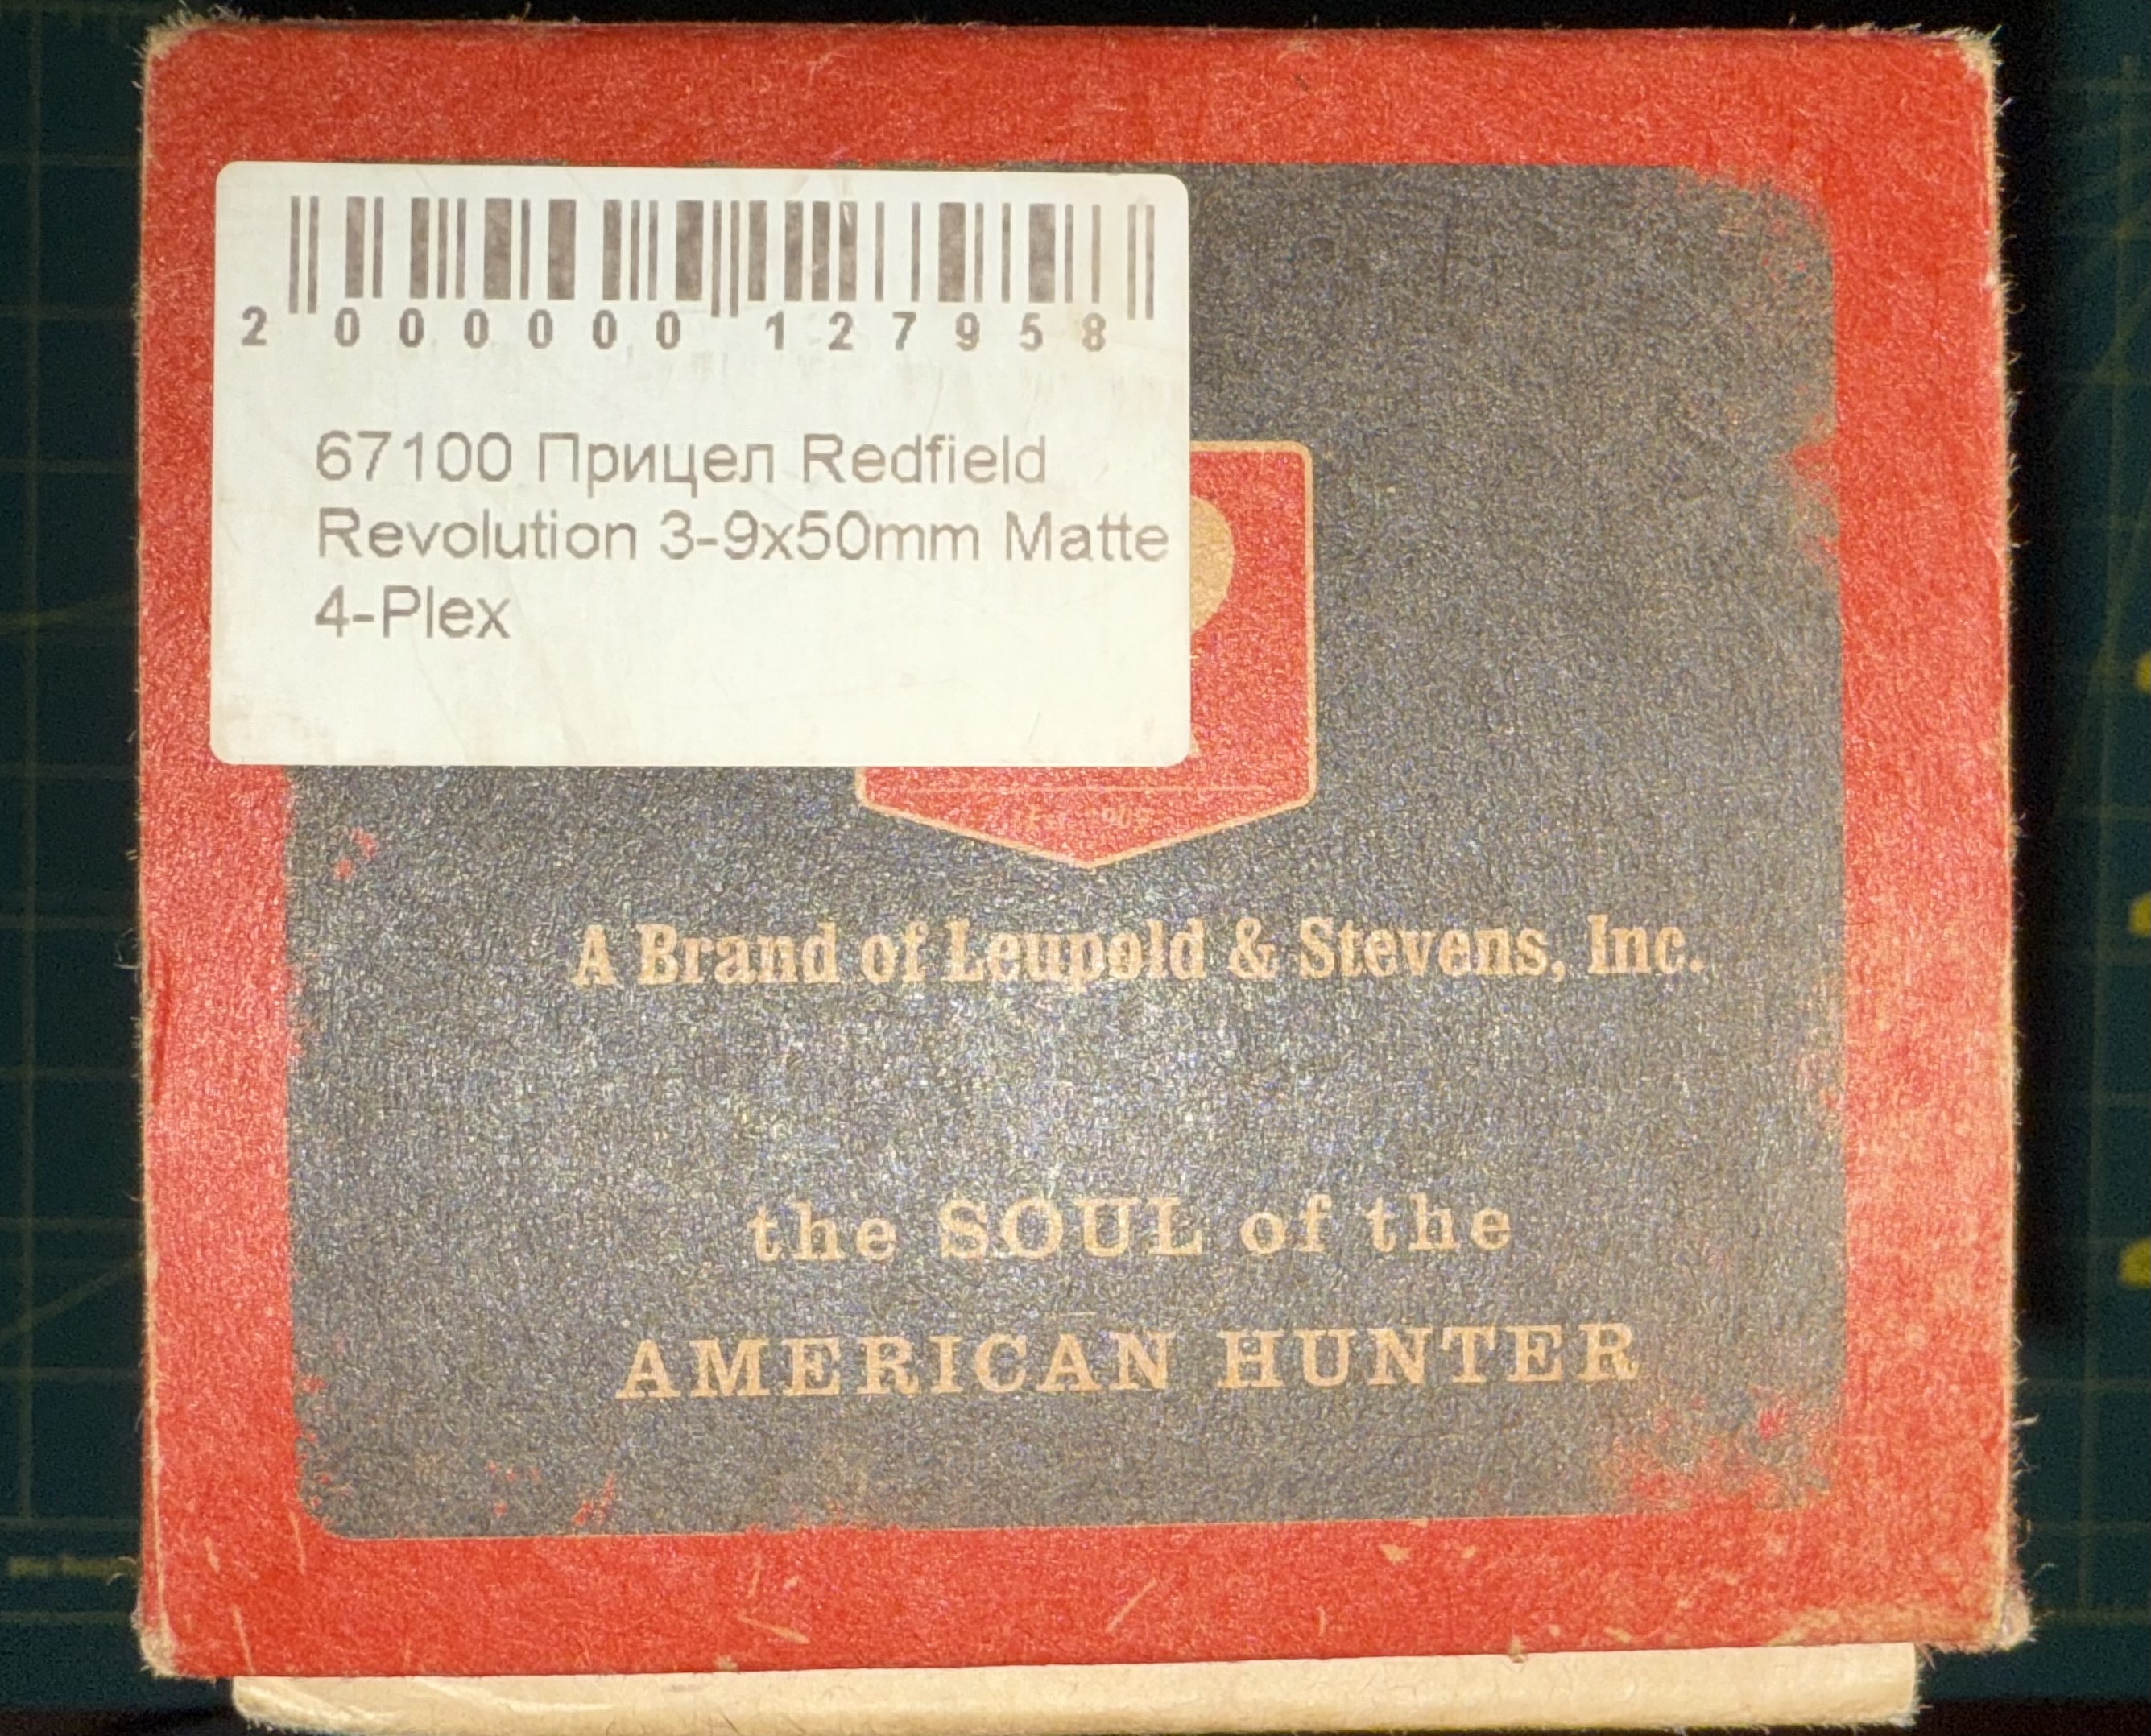 2 000000 127958
67100 Прицел Redfield
Revolution 3-9x50mm Matte
4-Plex
A Brand of Leupold & Stevens, Inc.
the SOUL of the
AMERICAN HUNTER